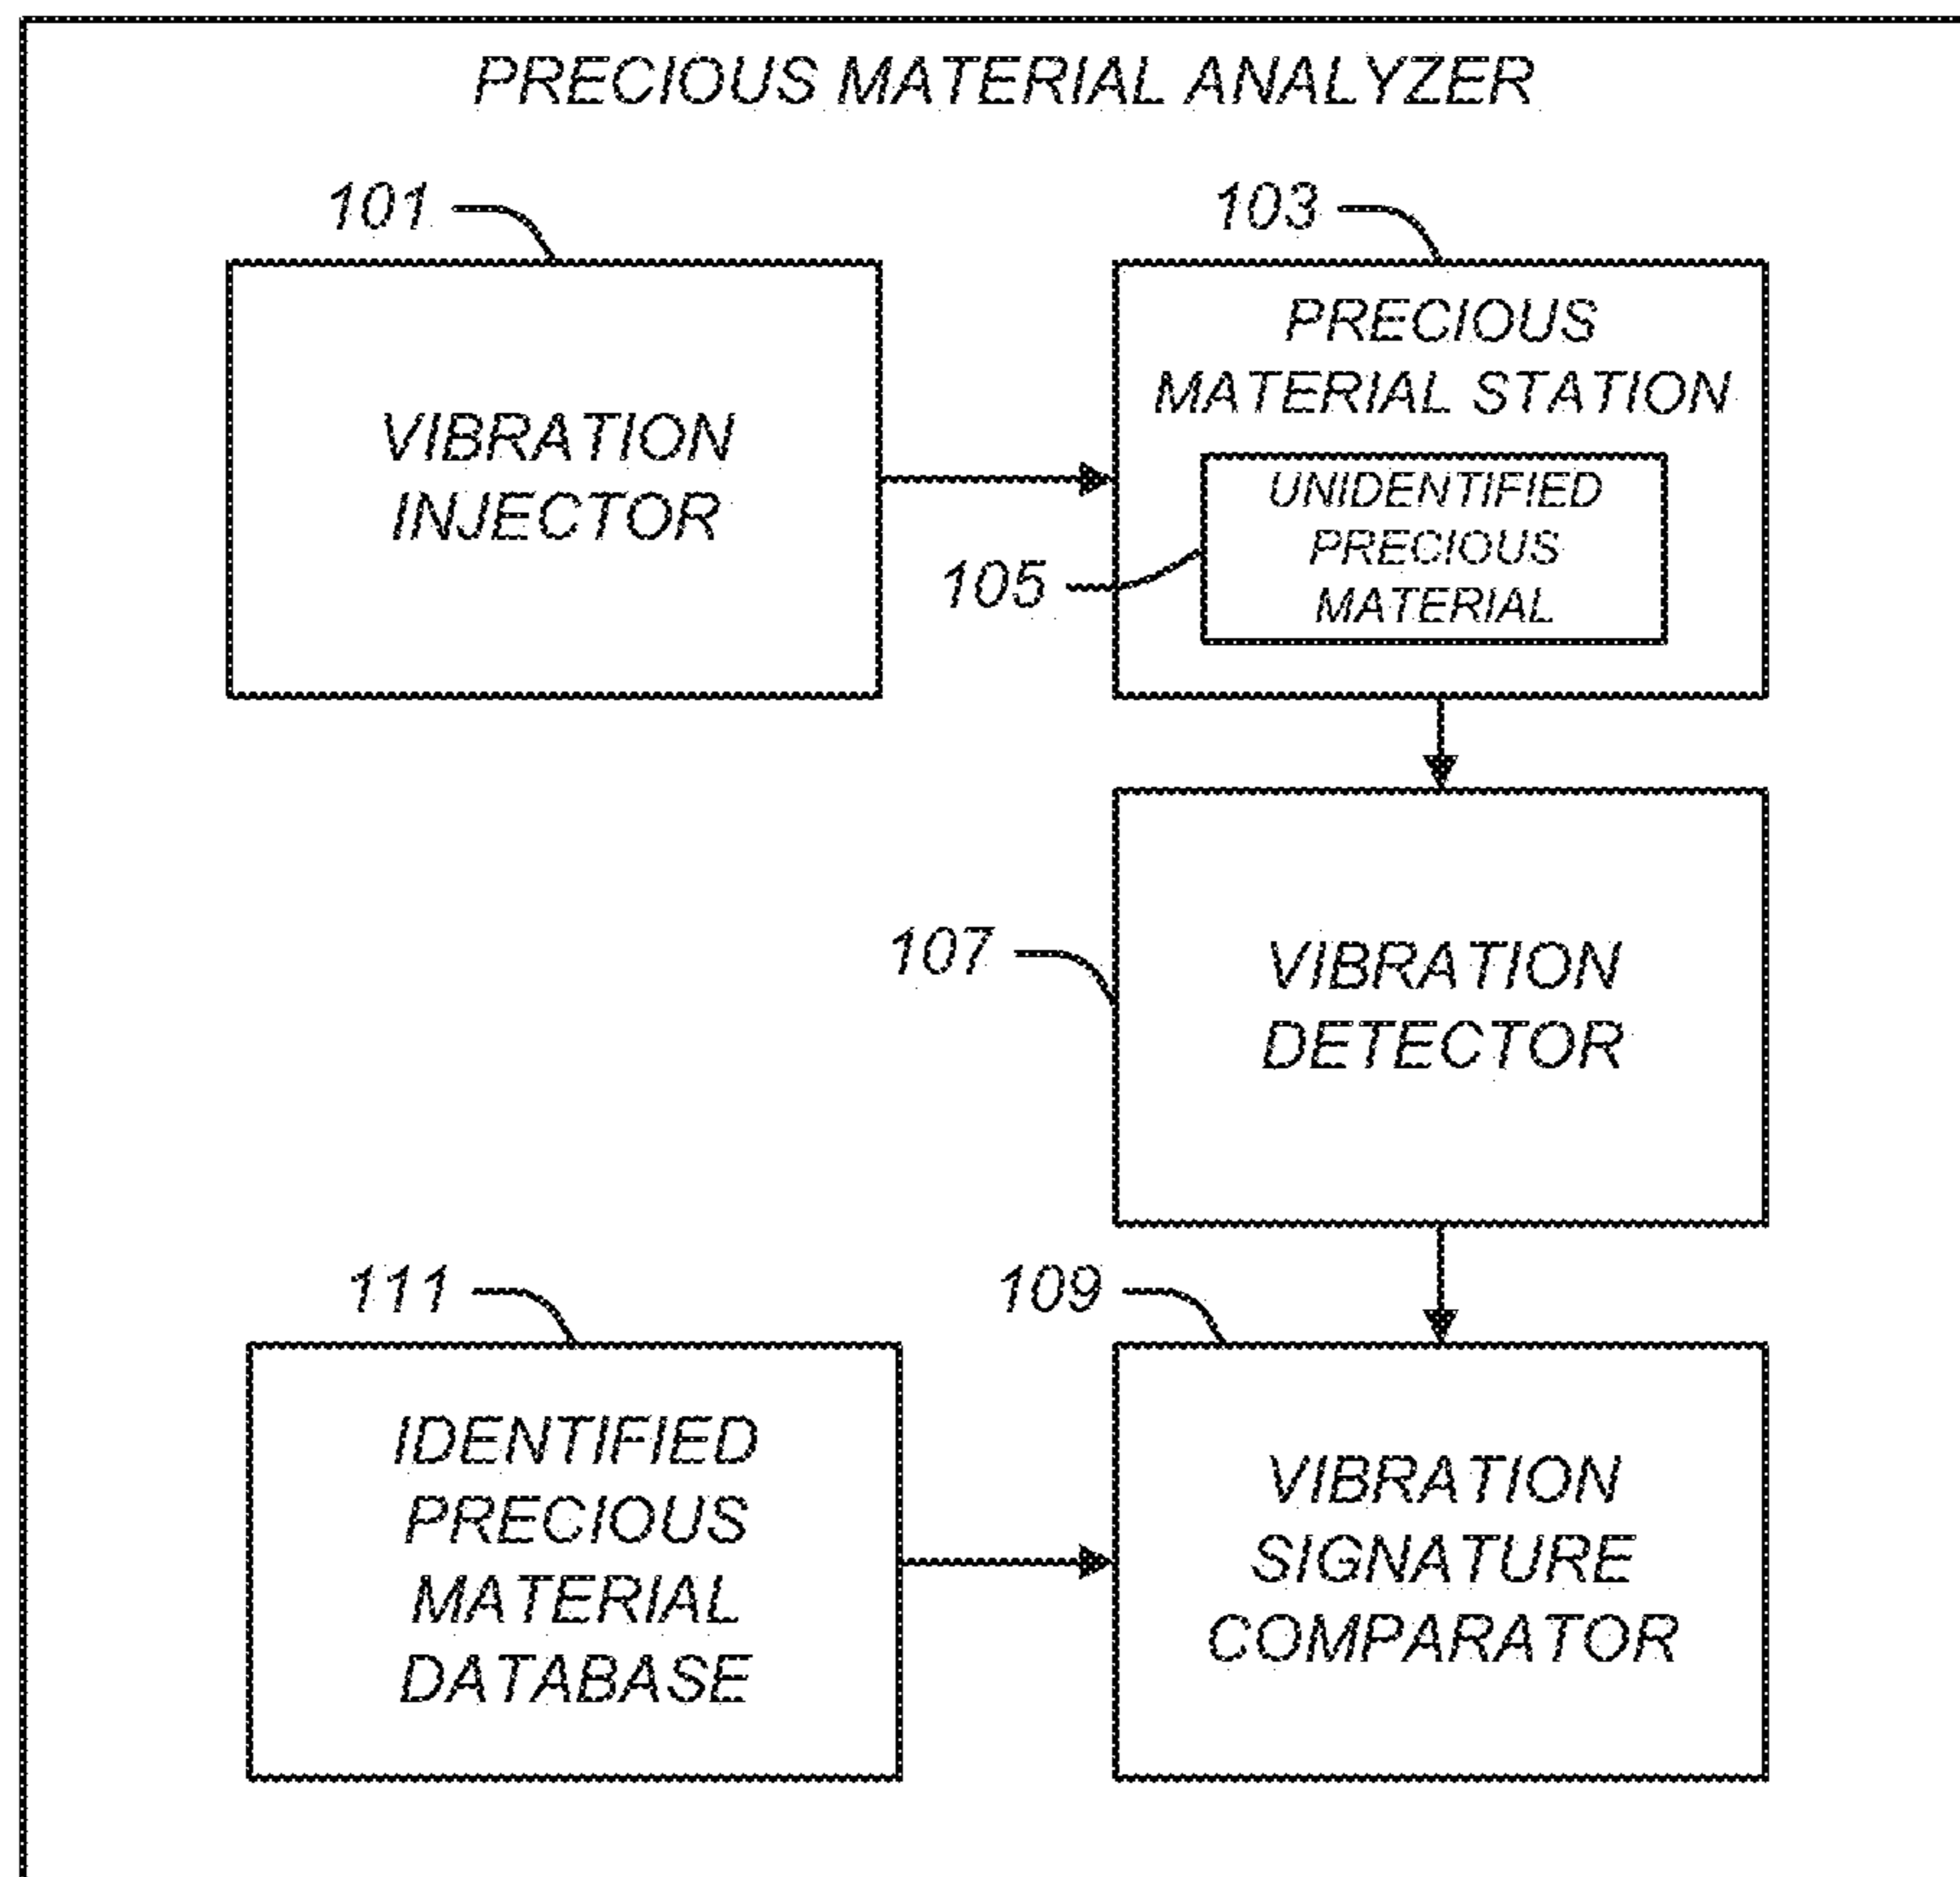 PRECIOUS MATERIAL ANALYZER
101
103
VIBRATION
INJECTOR
PRECIOUS
MATERIAL STATION
UNIDENTIFIED
PRECIOUS
MATERIAL
105
107
VIBRATION
DETECTOR
111
109
IDENTIFIED
PRECIOUS
MATERIAL
DATABASE
VIBRATION
SIGNATURE
COMPARATOR